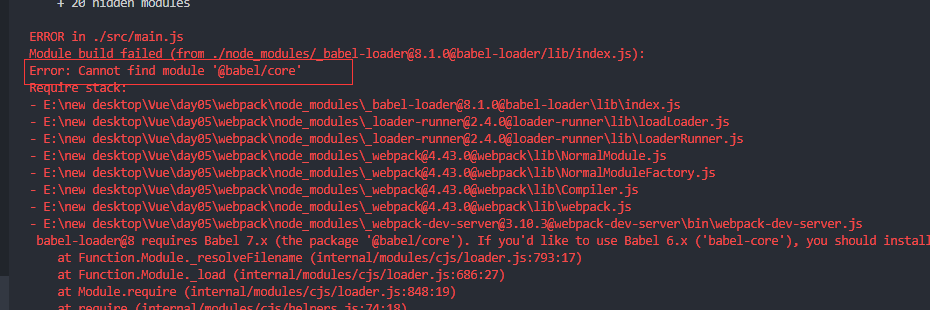 + 20 hidden modules
ERROR in ./src/main.js
Module build failed (from ./node_modules/_babel-loader@8.1.0@babel-loader/lib/index.js):
Error: Cannot find module '@babel/core'
Require stack:
- E:\new desktop\Vue\day05\webpack\node_modules\_babel-loader@8.1.0@babel-loader\lib\index.js
- E:\new desktop\Vue\day05\webpack\node_modules\_loader-runner@2.4.0@loader-runner\lib\loadLoader.js
- E:\new desktop\Vue\day05\webpack\node_modules\_loader-runner@2.4.0@loader-runner\lib\LoaderRunner.js
- E:\new desktop\Vue\day05\webpack\node_modules\_webpack@4.43.0@webpack\lib\NormalModule.js
- E:\new desktop\Vue\day05\webpack\node_modules\_webpack@4.43.0@webpack\lib\NormalModuleFactory.js
- E:\new desktop\Vue\day05\webpack\node_modules\_webpack@4.43.0@webpack\lib\Compiler.js
- E:\new desktop\Vue\day05\webpack\node_modules\_webpack@4.43.0@webpack\lib\webpack.js
- E:\new desktop\Vue\day05\webpack\node_modules\_webpack-dev-server@3.10.3@webpack-dev-server\bin\webpack-dev-server.js
babel-loader@8 requires Babel 7.x (the package '@babel/core'). If you'd like to use Babel 6.x ('babel-core'), you should install
at Function.Module._resolveFilename (internal/modules/cjs/loader.js:793:17)
at Function.Module._load (internal/modules/cjs/loader.js:686:27)
at Module.require (internal/modules/cjs/loader.js:848:19)
at require (internal/modules/cjs/helpers.js:74:18)